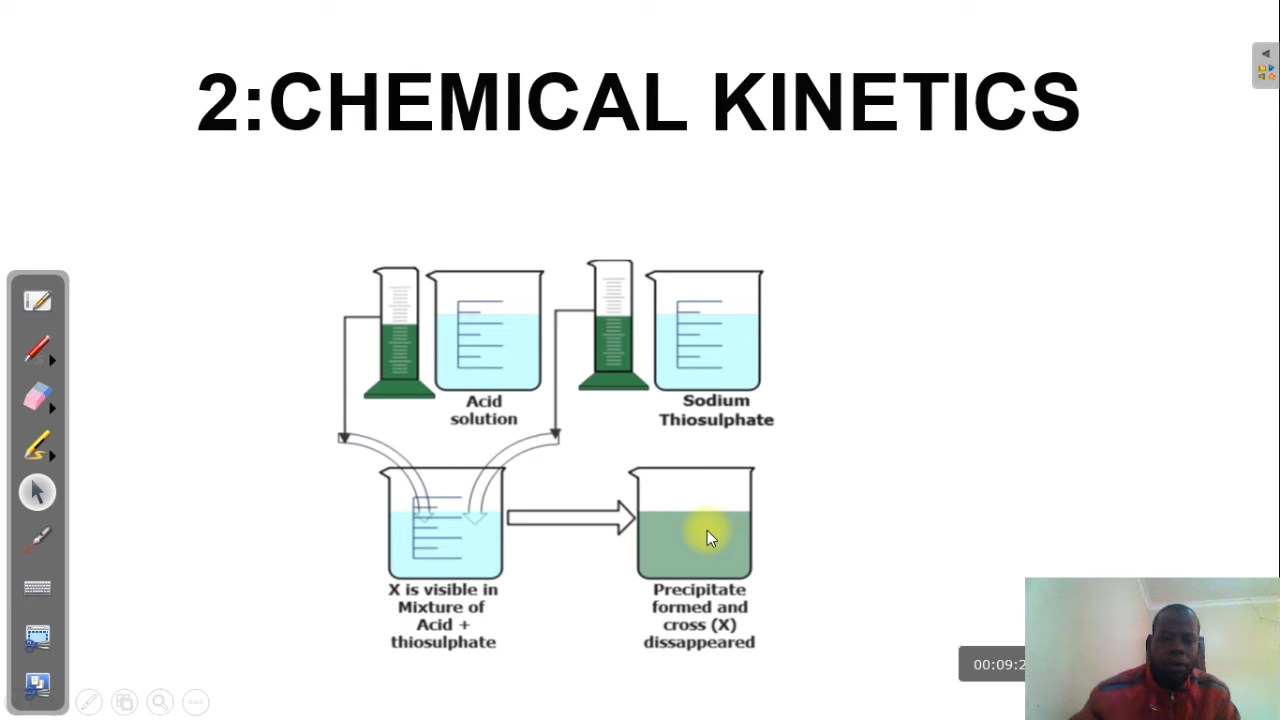 2:CHEMICAL KINETICS
Acid
solution
Sodium
Thiosulphate
X is visible in
Mixture of
Acid +
thiosulphate
Precipitate
formed and
cross (X)
dissappeared
00:09:2